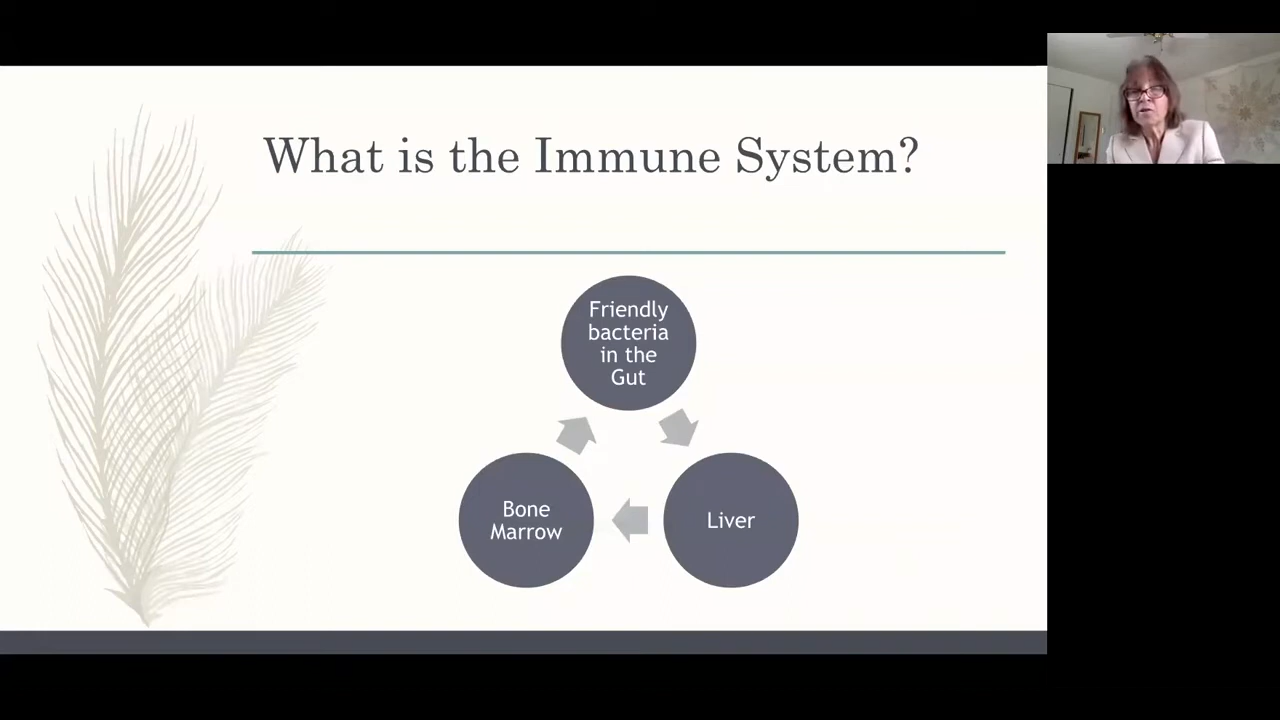 What is the Immune System?
Friendly
bacteria
in the
Gut
Bone
Marrow
Liver